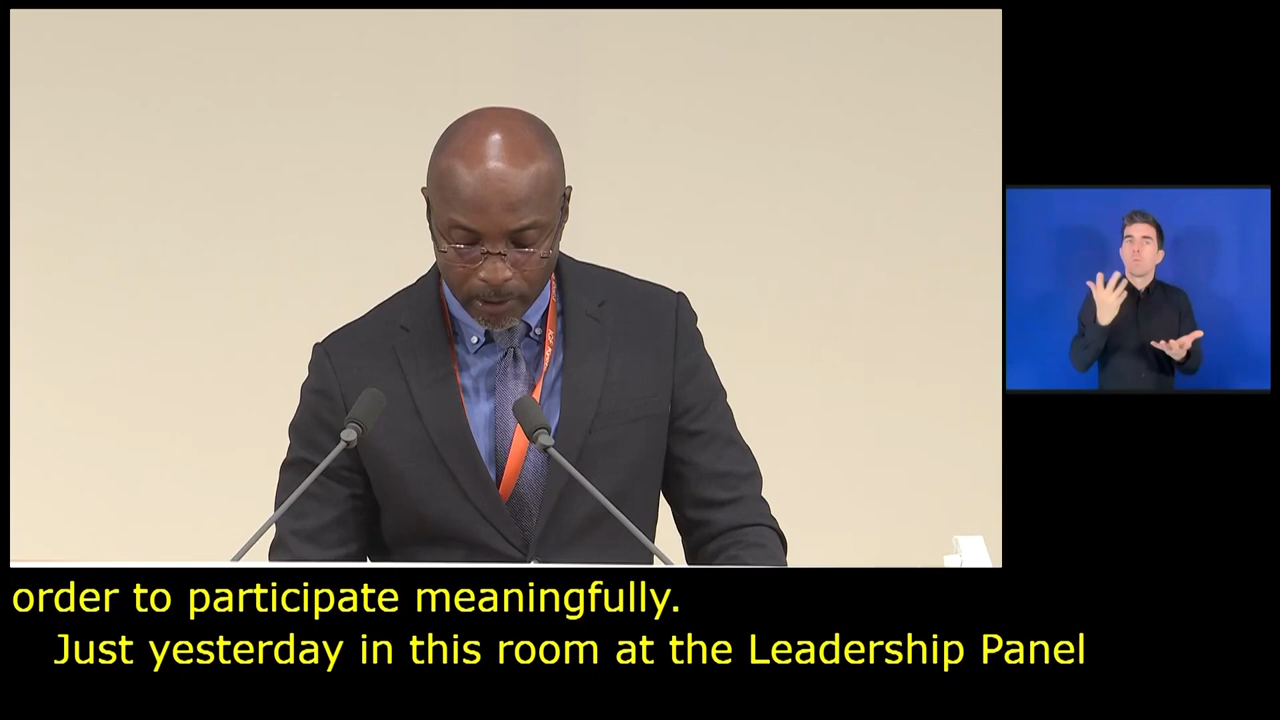 order to participate meaningfully.
Just yesterday in this room at the Leadership Panel